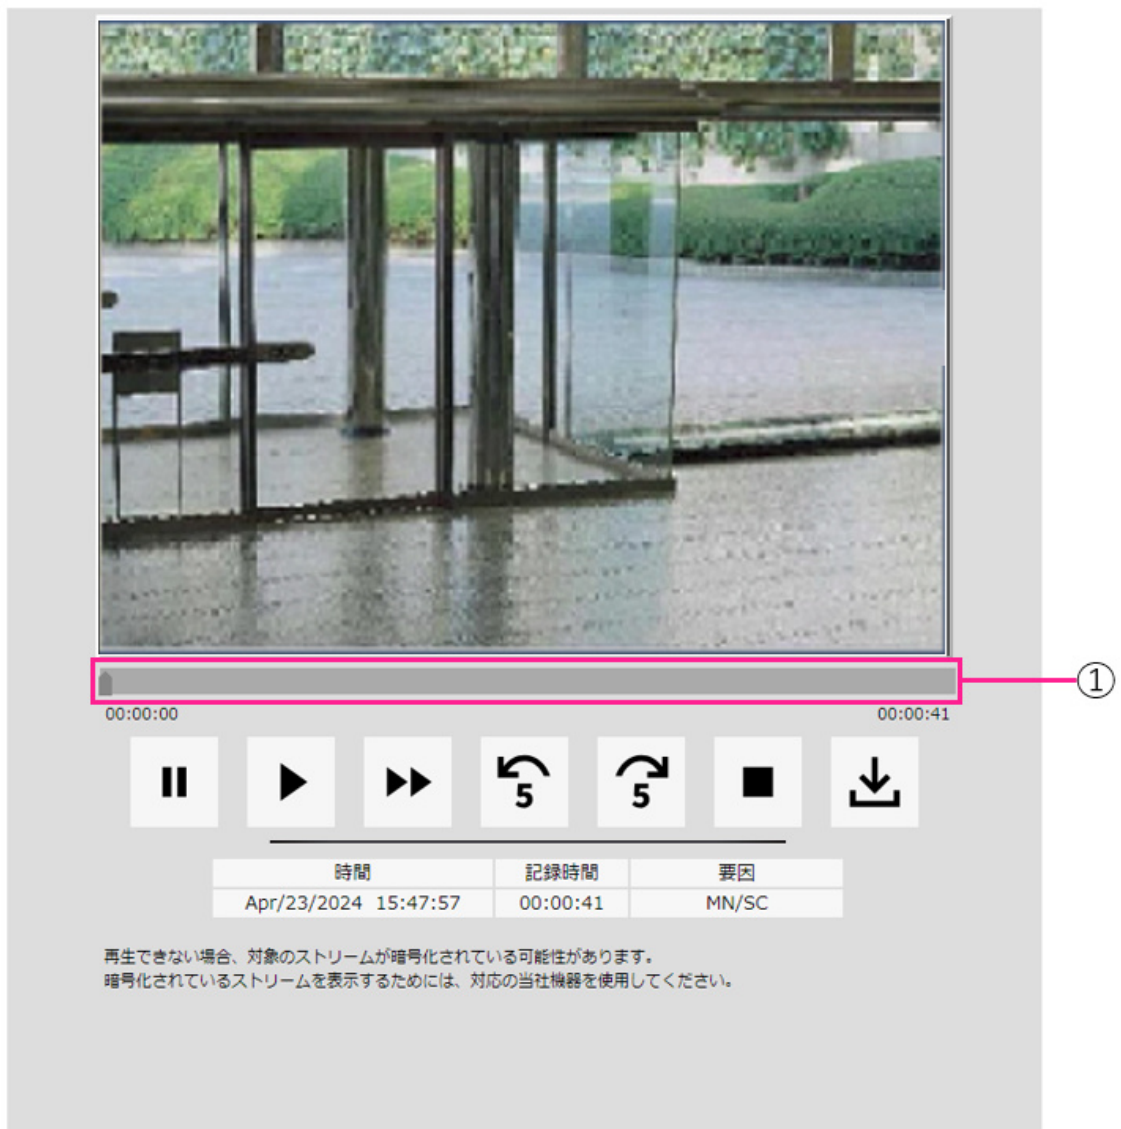 ①
00:00:00 00:00:41
5 5
時間 記録時間 要因
Apr/23/2024 15:47:57 00:00:41 MN/SC
再生できない場合、対象のストリームが暗号化されている可能性があります。
暗号化されているストリームを表示するためには、対応の当社機器を使用してください。